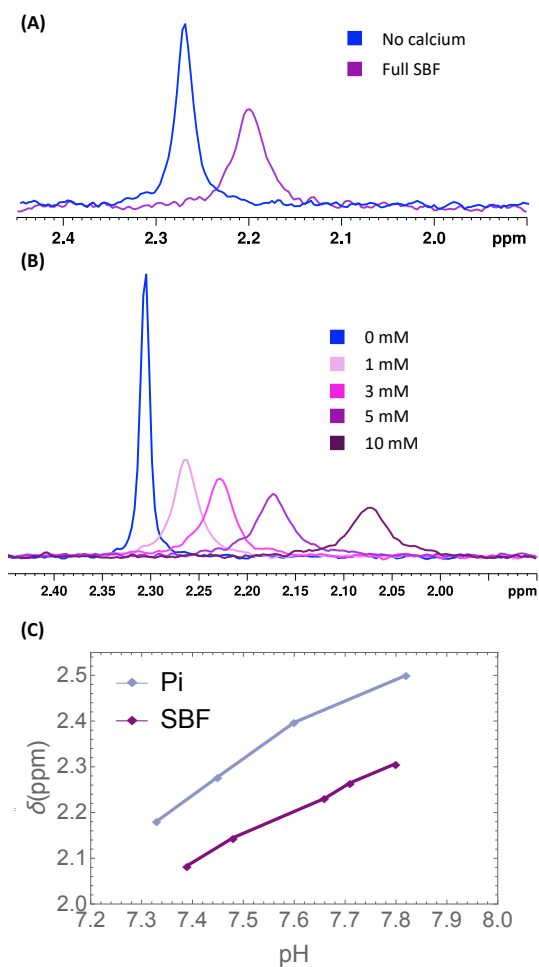 (A)
No calcium
Full SBF
2.4 2.3 2.2 2.1 2.0 ppm
(B)
0 mM
1 mM
3 mM
5 mM
10 mM
2.40 2.35 2.30 2.25 2.20 2.15 2.10 2.05 2.00 ppm
(C)
Pi
SBF
2.5
2.4
2.3
2.2
2.1
2.0
δ(ppm)
7.2 7.3 7.4 7.5 7.6 7.7 7.8 7.9 8.0
pH